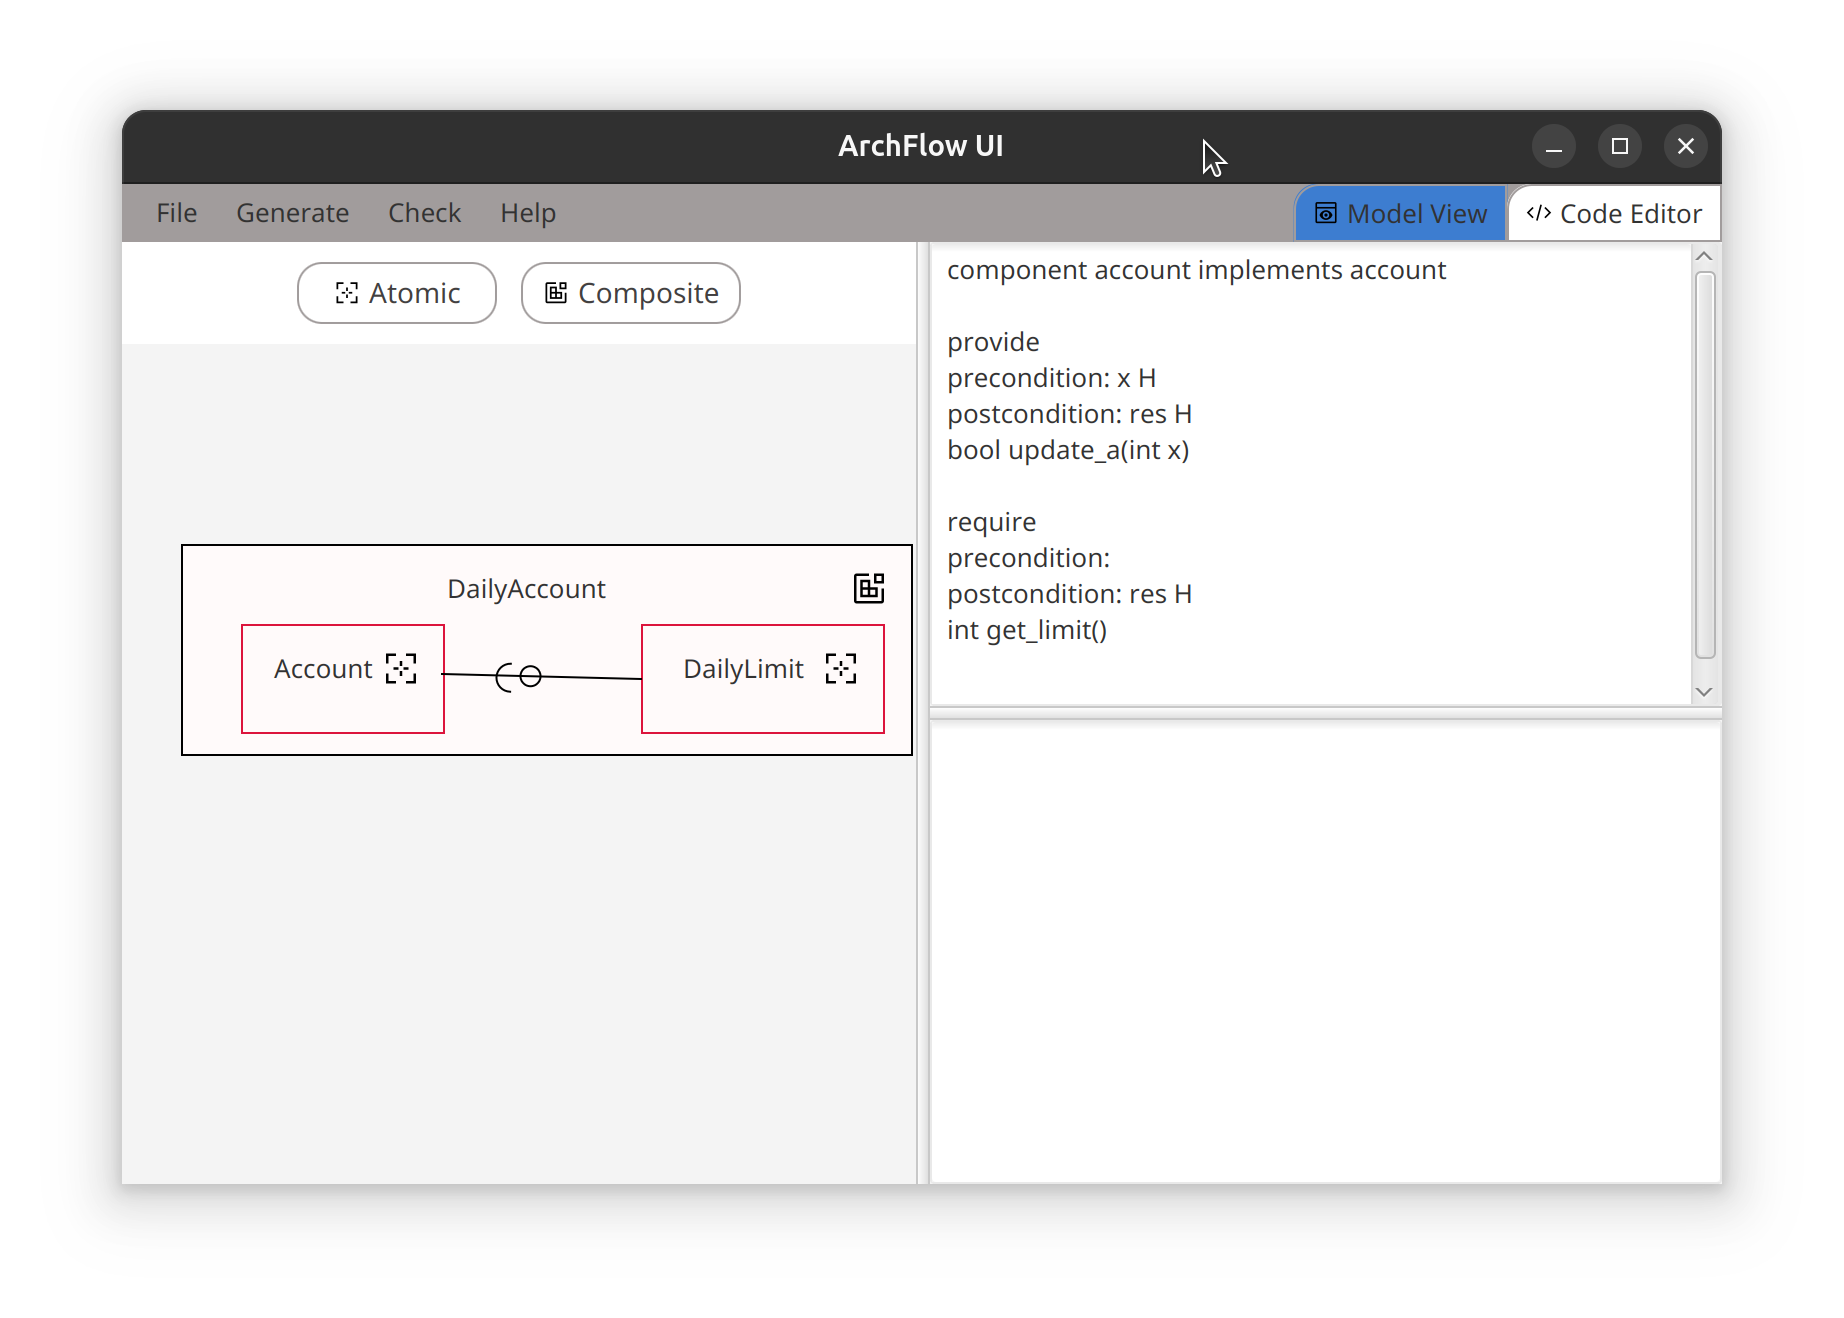 ArchFlow UI
File Generate Check Help Model View </> Code Editor
Atomic Composite
DailyAccount
Account DailyLimit
component account implements account
provide
precondition: x H
postcondition: res H
bool update_a(int x)
require
precondition:
postcondition: res H
int get_limit()